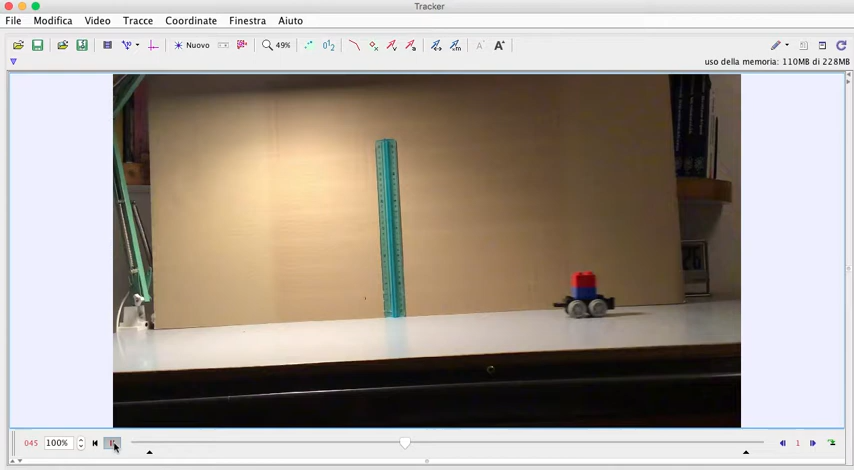 Tracker
File Modifica Video Tracce Coordinate Finestra Aiuto
Nuovo 49%
uso della memoria: 110MB di 228MB
045 100% 1